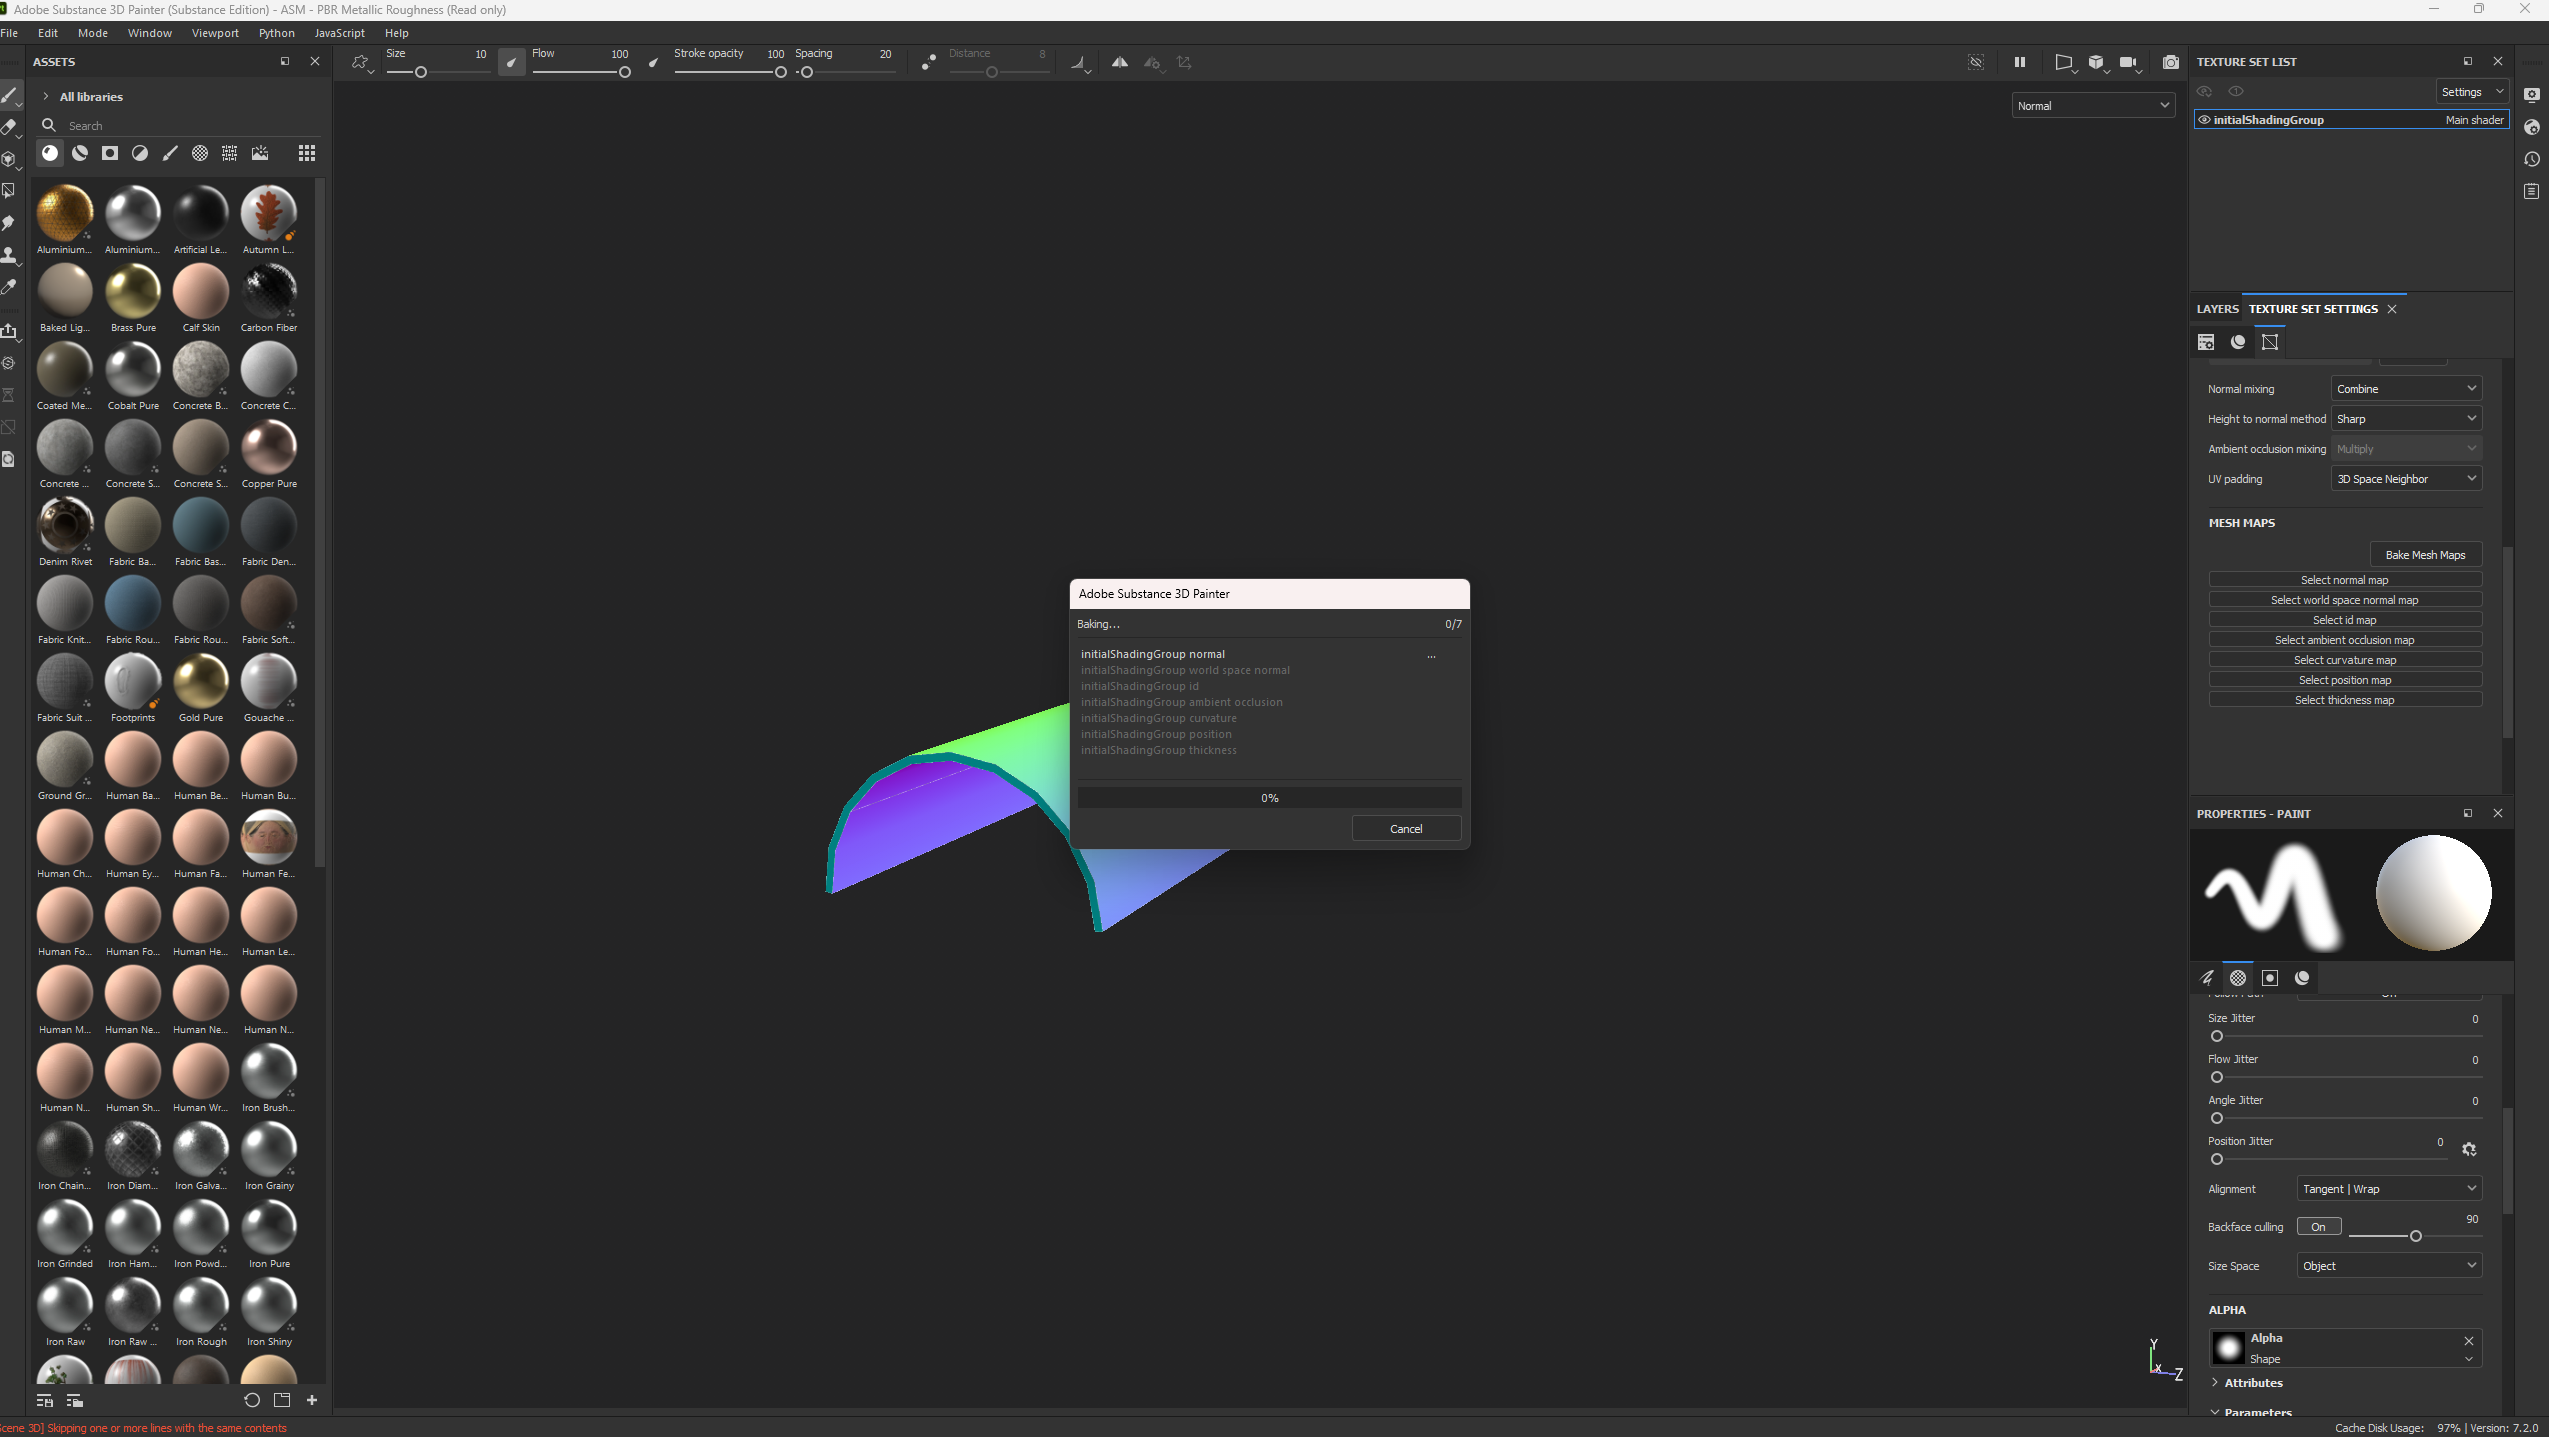 Adobe Substance 3D Painter (Substance Edition) - ASM - PBR Metallic Roughness (Read only)
File Edit Mode Window Viewport Python JavaScript Help
ASSETS
Size 10 Flow 100 Stroke opacity 100 Spacing 20 Distance 8
All libraries
Search
Aluminium... Aluminium... Artificial Le... Autumn L...
Baked Lig... Brass Pure Calf Skin Carbon Fiber
Coated Me... Cobalt Pure Concrete B... Concrete C...
Concrete ... Concrete S... Concrete S... Copper Pure
Denim Rivet Fabric Ba... Fabric Bas... Fabric Den...
Fabric Knit... Fabric Rou... Fabric Rou... Fabric Soft...
Fabric Suit ... Footprints Gold Pure Gouache ...
Ground Gr... Human Ba... Human Be... Human Bu...
Human Ch... Human Ey... Human Fa... Human Fe...
Human Fo... Human Fo... Human He... Human Le...
Human M... Human Ne... Human Ne... Human N...
Human N... Human Sh... Human Wr... Iron Brush...
Iron Chain... Iron Diam... Iron Galva... Iron Grainy
Iron Grinded Iron Ham... Iron Powd... Iron Pure
Iron Raw Iron Raw ... Iron Rough Iron Shiny
Normal
Adobe Substance 3D Painter
Baking... 0/7
initialShadingGroup normal ...
initialShadingGroup world space normal
initialShadingGroup id
initialShadingGroup ambient occlusion
initialShadingGroup curvature
initialShadingGroup position
initialShadingGroup thickness
0%
Cancel
Y
X
Z
TEXTURE SET LIST
Settings
initialShadingGroup Main shader
LAYERS TEXTURE SET SETTINGS
Normal mixing Combine
Height to normal method Sharp
Ambient occlusion mixing Multiply
UV padding 3D Space Neighbor
MESH MAPS
Bake Mesh Maps
Select normal map
Select world space normal map
Select id map
Select ambient occlusion map
Select curvature map
Select position map
Select thickness map
PROPERTIES - PAINT
Size Jitter 0
Flow Jitter 0
Angle Jitter 0
Position Jitter 0
Alignment Tangent | Wrap
Backface culling On 90
Size Space Object
ALPHA
Alpha
Shape
Attributes
Parameters
Scene 3D] Skipping one or more lines with the same contents
Cache Disk Usage: 97% | Version: 7.2.0